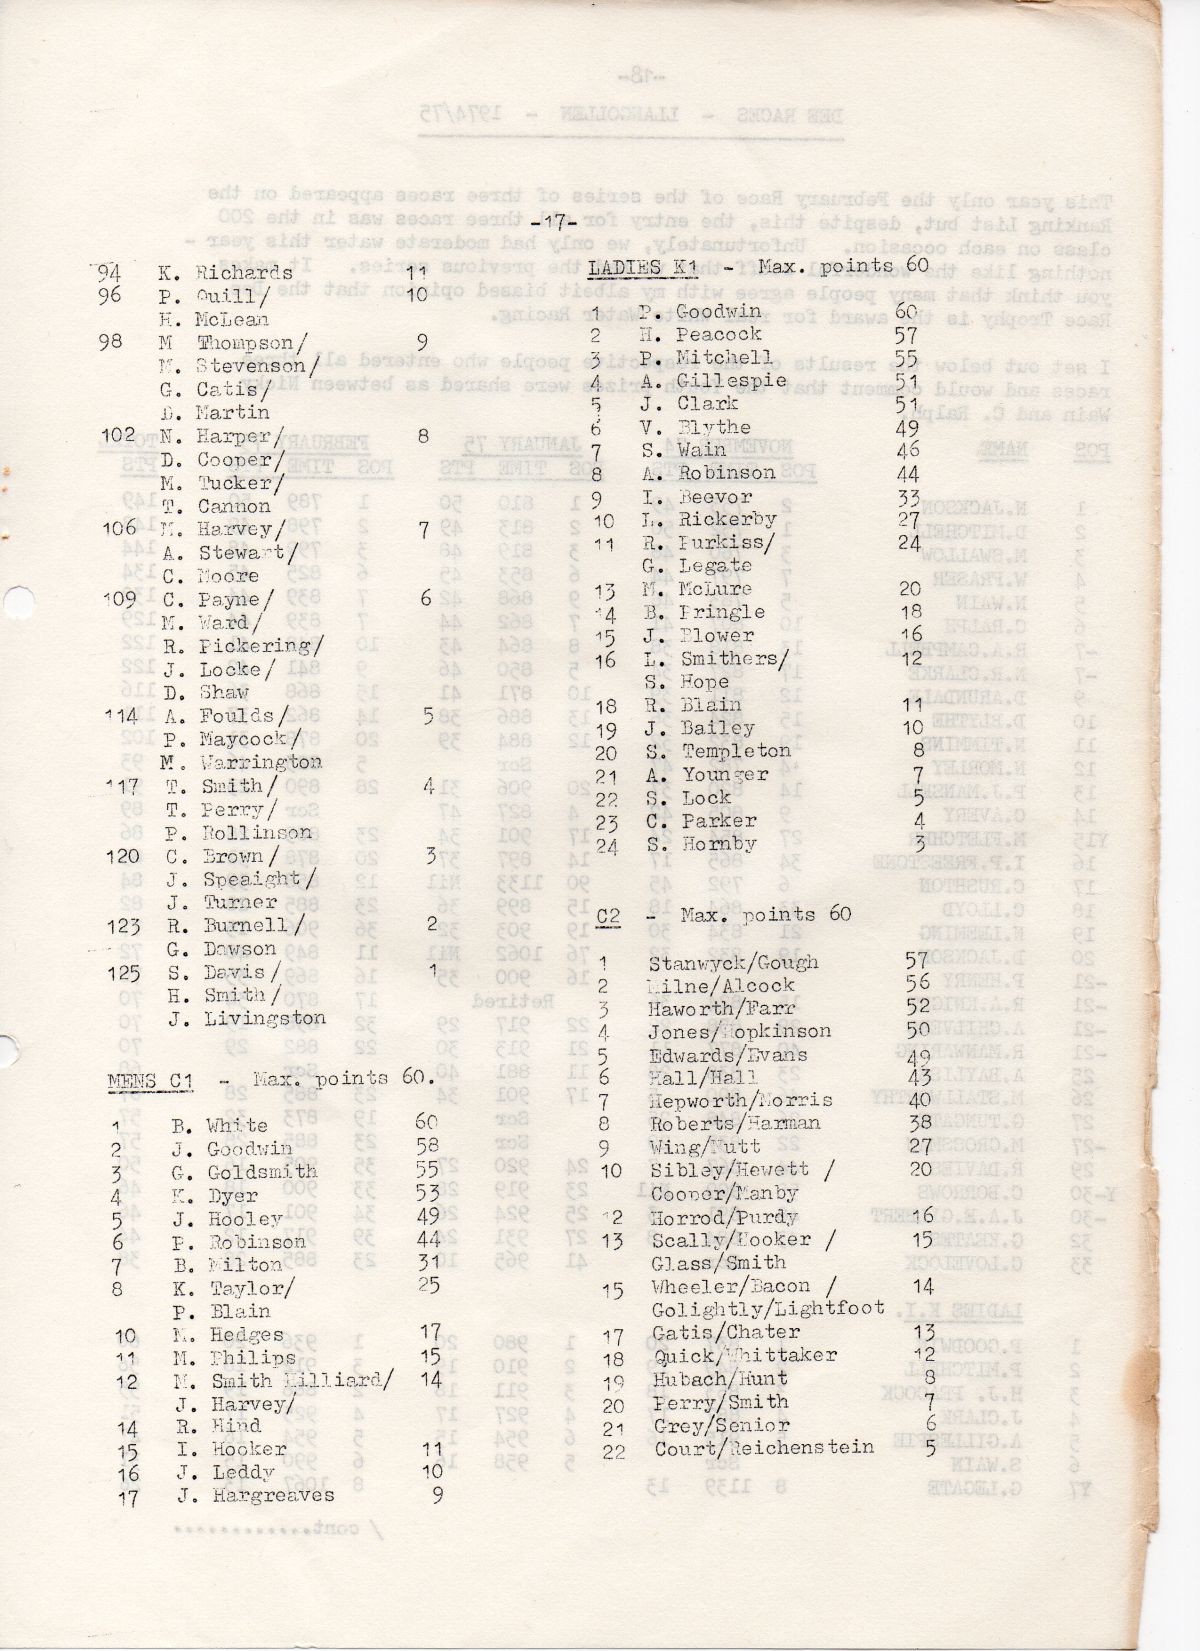 -17-
94 K. Richards 11
96 P. Quill/ 10
H. McLean
98 M Thompson/ 9
M. Stevenson/
G. Catis/
D. Martin
102 N. Harper/ 8
D. Cooper/
M. Tucker/
T. Cannon
106 M. Harvey/ 7
A. Stewart/
C. Moore
109 C. Payne/ 6
M. Ward/
R. Pickering/
J. Locke/
D. Shaw
114 A. Foulds/ 5
P. Maycock/
M. Warrington
117 T. Smith/ 4
T. Perry/
P. Rollinson
120 C. Brown/ 3
J. Speaight/
J. Turner
123 R. Burnell/ 2
G. Dawson
125 S. Davis/ 1
H. Smith/
J. Livingston
MENS C1 - Max. points 60.
1 B. White 60
2 J. Goodwin 58
3 G. Goldsmith 55
4 K. Dyer 53
5 J. Hooley 49
6 P. Robinson 44
7 B. Milton 31
8 K. Taylor/ 25
P. Blain
10 M. Hedges 17
11 M. Philips 15
12 M. Smith Hilliard/ 14
J. Harvey/
14 R. Hind
15 I. Hooker 11
16 J. Leddy 10
17 J. Hargreaves 9
LADIES K1 - Max. points 60
1 P. Goodwin 60
2 H. Peacock 57
3 P. Mitchell 55
4 A. Gillespie 51
5 J. Clark 51
6 V. Blythe 49
7 S. Wain 46
8 A. Robinson 44
9 I. Beevor 33
10 L. Rickerby 27
11 R. Purkiss/ 24
G. Legate
13 M. McLure 20
14 B. Pringle 18
15 J. Plower 16
16 L. Smithers/ 12
S. Hope
18 R. Blain 11
19 J. Bailey 10
20 S. Templeton 8
21 A. Younger 7
22 S. Lock 5
23 C. Parker 4
24 S. Hornby 3
C2 - Max. points 60
1 Stanwyck/Gough 57
2 Milne/Alcock 56
3 Haworth/Farr 52
4 Jones/Hopkinson 50
5 Edwards/Evans 49
6 Hall/Hall 43
7 Hepworth/Morris 40
8 Roberts/Harman 38
9 Wing/Nutt 27
10 Sibley/Hewett / 20
Cooper/Manby
12 Horrod/Purdy 16
13 Scally/Hooker / 15
Glass/Smith
15 Wheeler/Bacon / 14
Golightly/Lightfoot
17 Gatis/Chater 13
18 Quick/Whittaker 12
19 Hubach/Hunt 8
20 Perry/Smith 7
21 Grey/Senior 6
22 Court/Reichenstein 5